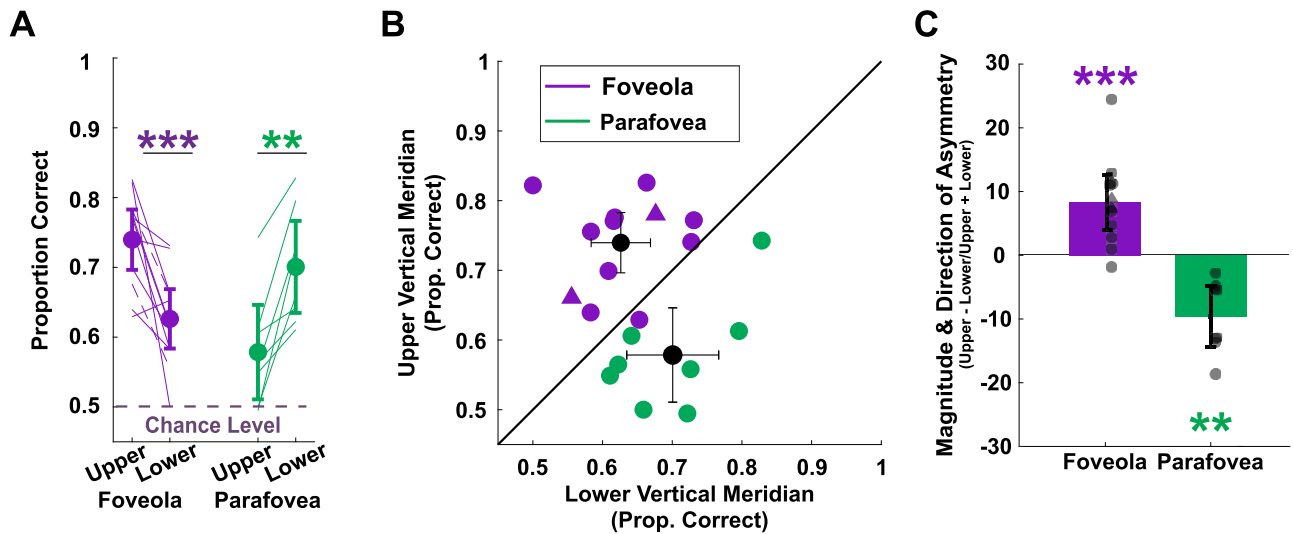 A
B
C
1
0.9
0.8
0.7
0.6
0.5
Proportion Correct
***
**
Chance Level
Upper
Lower
Upper
Lower
Foveola
Parafovea
1
0.9
0.8
0.7
0.6
0.5
Upper Vertical Meridian
(Prop. Correct)
Foveola
Parafovea
0.5
0.6
0.7
0.8
0.9
1
Lower Vertical Meridian
(Prop. Correct)
30
20
10
0
-10
-20
-30
Magnitude & Direction of Asymmetry
(Upper - Lower/Upper + Lower)
***
**
Foveola
Parafovea